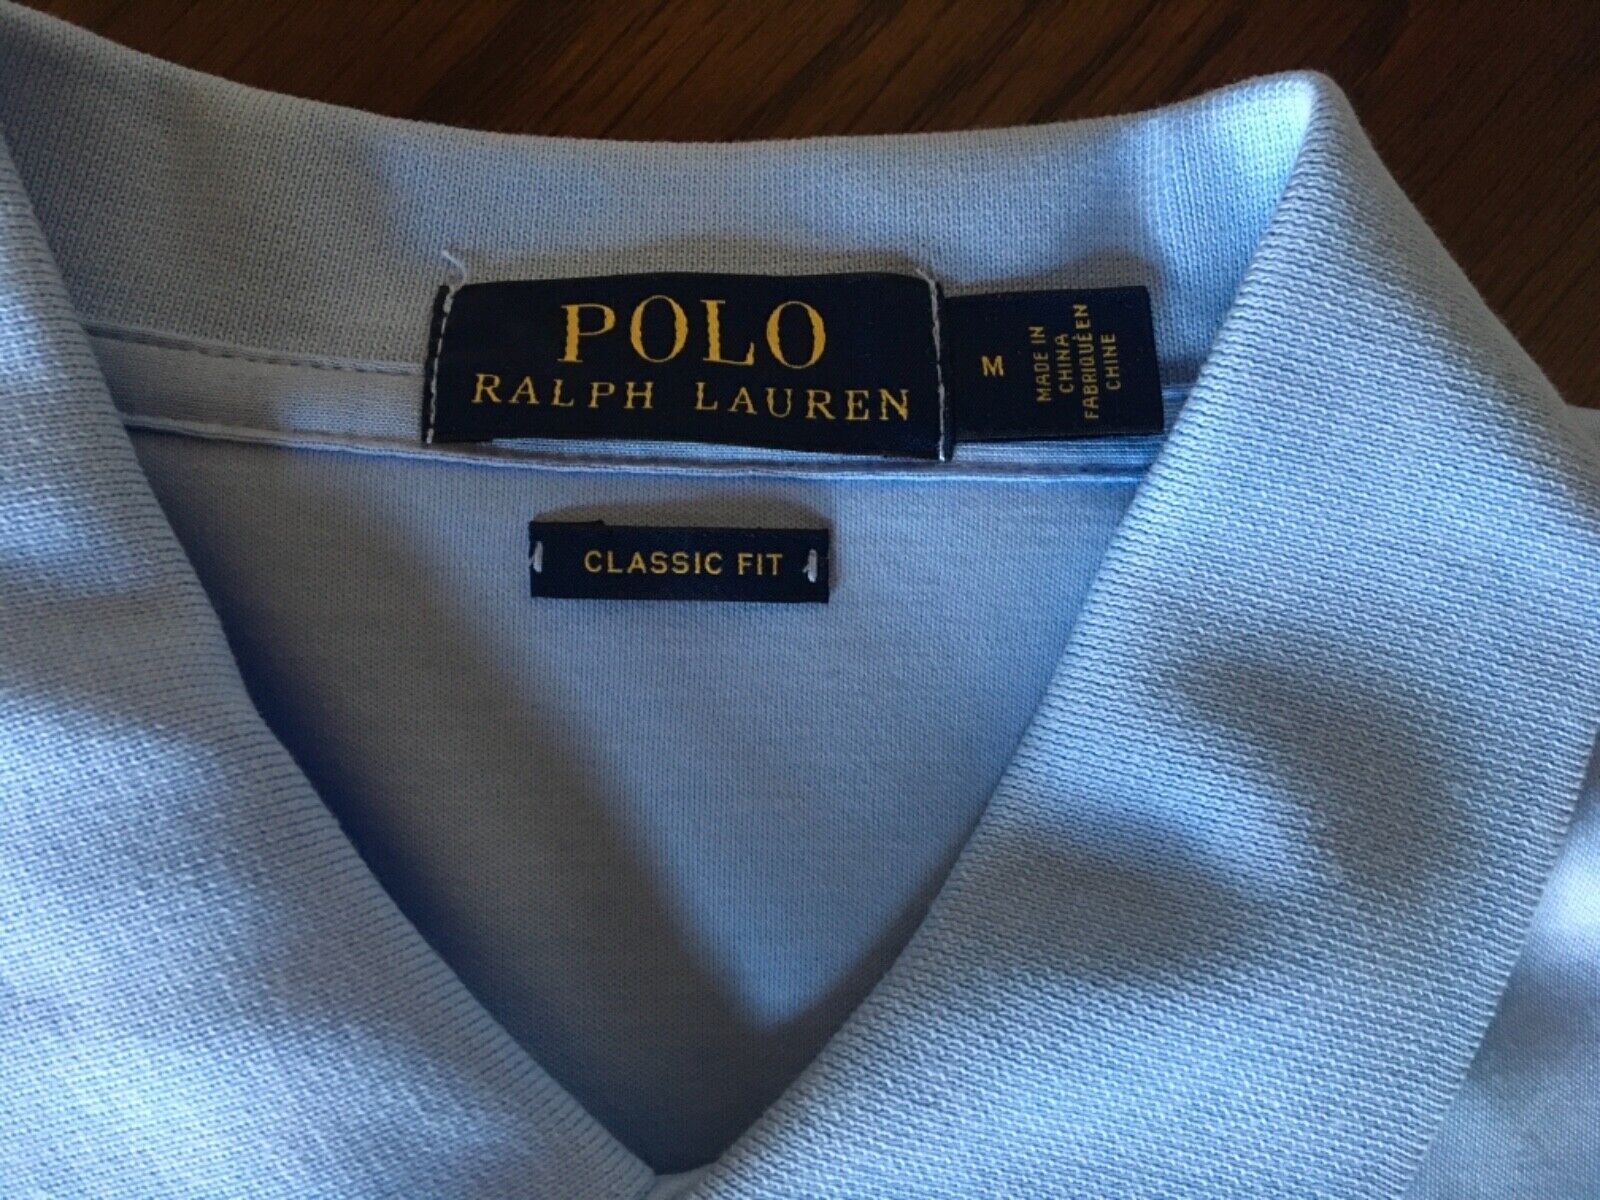 POLO
RALPH LAUREN
M
MADE IN
CHINA
FABRIQUÉ EN
CHINE
CLASSIC FIT